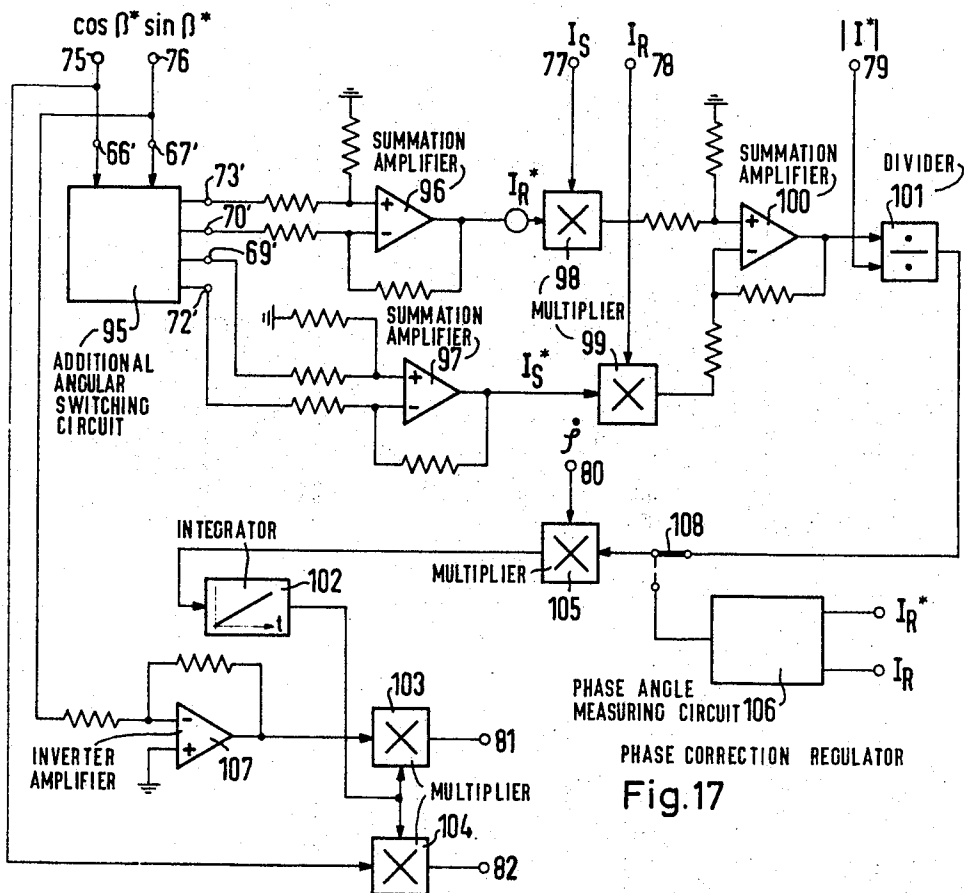 cos β* sin β*
75
76
I_S
77
I_R
78
|I*|
79
66'
67'
73'
70'
69'
72'
SUMMATION
AMPLIFIER
96
+
-
I_R*
98
MULTIPLIER
99
SUMMATION
AMPLIFIER
100
+
-
DIVIDER
101
95
ADDITIONAL
ANGULAR
SWITCHING
CIRCUIT
SUMMATION
AMPLIFIER
97
+
-
I_S*
80
INTEGRATOR
102
t
MULTIPLIER
105
108
I_R*
I_R
PHASE ANGLE
MEASURING CIRCUIT 106
103
81
INVERTER
AMPLIFIER
-
+
107
MULTIPLIER
104
82
PHASE CORRECTION REGULATOR
Fig.17